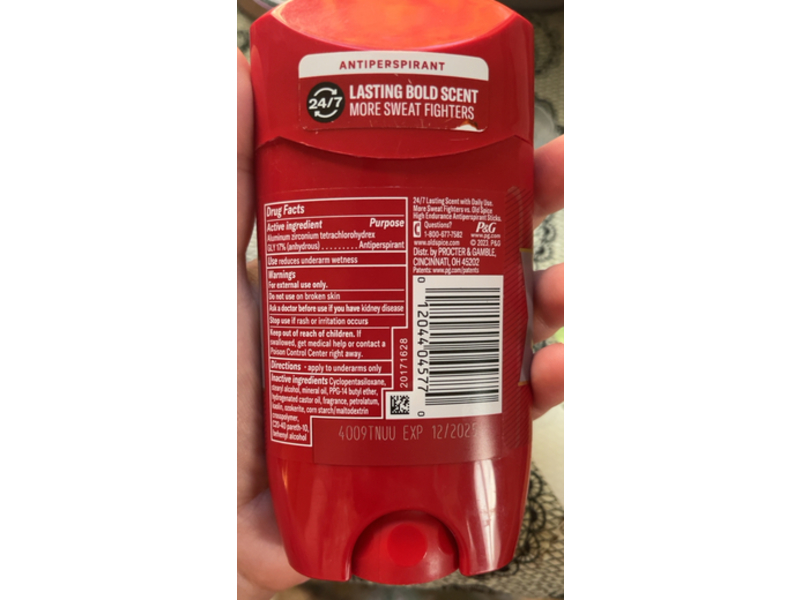 ANTIPERSPIRANT
24/7
LASTING BOLD SCENT
MORE SWEAT FIGHTERS
Drug Facts
Active ingredient Purpose
Aluminum zirconium tetrachlorohydrex
GLY 17% (anhydrous) .......... Antiperspirant
Use reduces underarm wetness
Warnings
For external use only.
Do not use on broken skin
Ask a doctor before use if you have kidney disease
Stop use if rash or irritation occurs
Keep out of reach of children. If
swallowed, get medical help or contact a
Poison Control Center right away.
Directions - apply to underarms only
Inactive ingredients Cyclopentasiloxane,
stearyl alcohol, mineral oil, PPG-14 butyl ether,
hydrogenated castor oil, fragrance, petrolatum,
ozokerite, corn starch/maltodextrin
crosspolymer,
C20-40 pareth-10,
behenyl alcohol
24/7 Lasting Scent with Daily Use.
More Sweat Fighters vs. Old Spice
High Endurance Antiperspirant Sticks.
Questions?
1-800-677-7582
www.oldspice.com
P&G
www.pg.com
© 2023, P&G
Distr. by PROCTER & GAMBLE,
CINCINNATI, OH 45202
Patents: www.pg.com/patents
0 12044 04577 0
20171628
4009TNUU EXP 12/2025